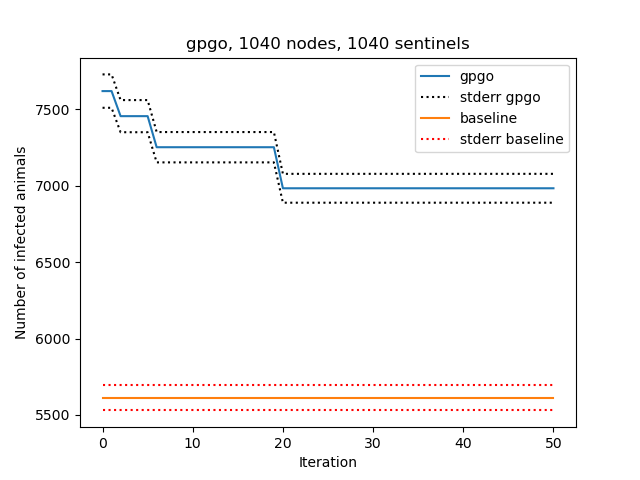 gpgo, 1040 nodes, 1040 sentinels
gpgo
stderr gpgo
baseline
stderr baseline
Number of infected animals
7500
7000
6500
6000
5500
0 10 20 30 40 50
Iteration